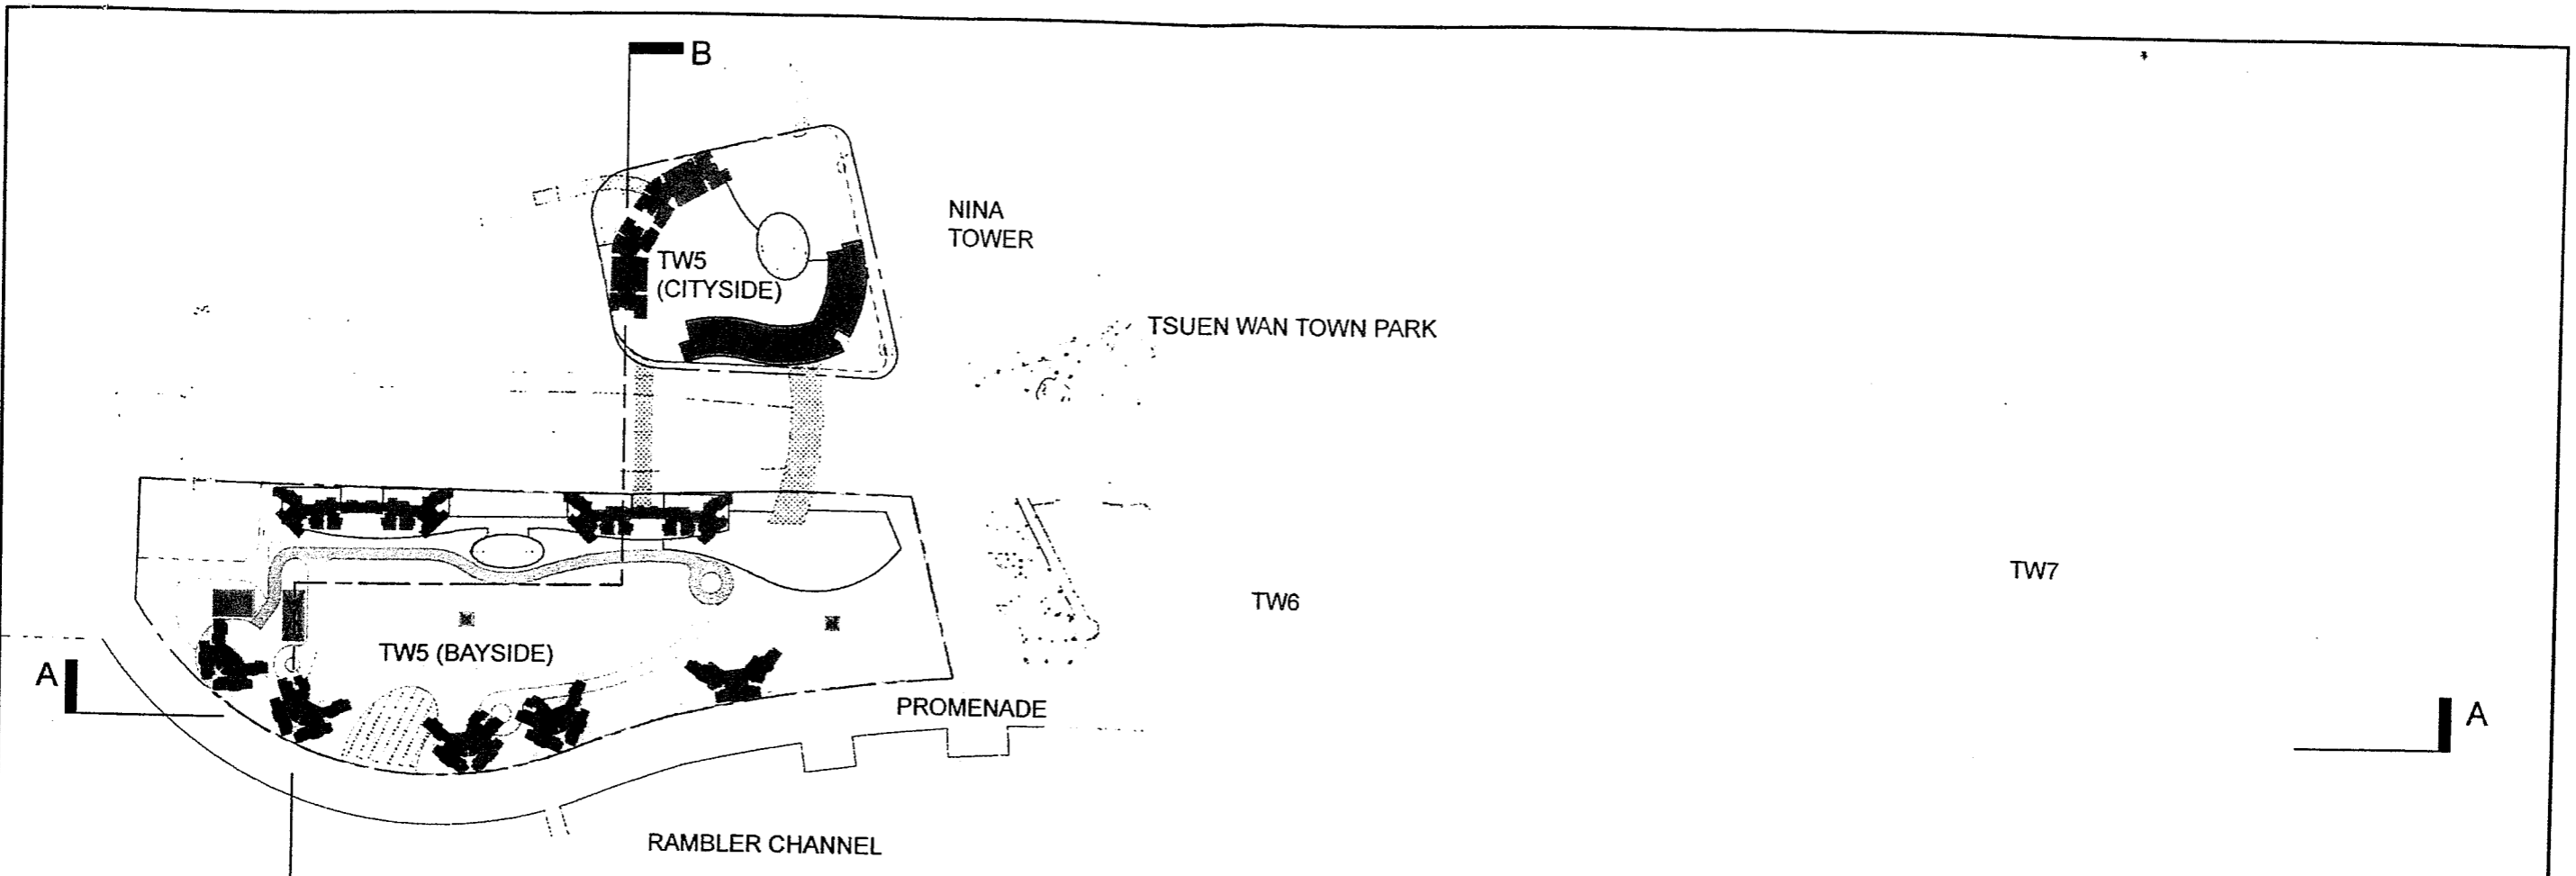 B
NINA
TOWER
TW5
(CITYSIDE)
TSUEN WAN TOWN PARK
TW7
TW6
TW5 (BAYSIDE)
A
PROMENADE
A
RAMBLER CHANNEL